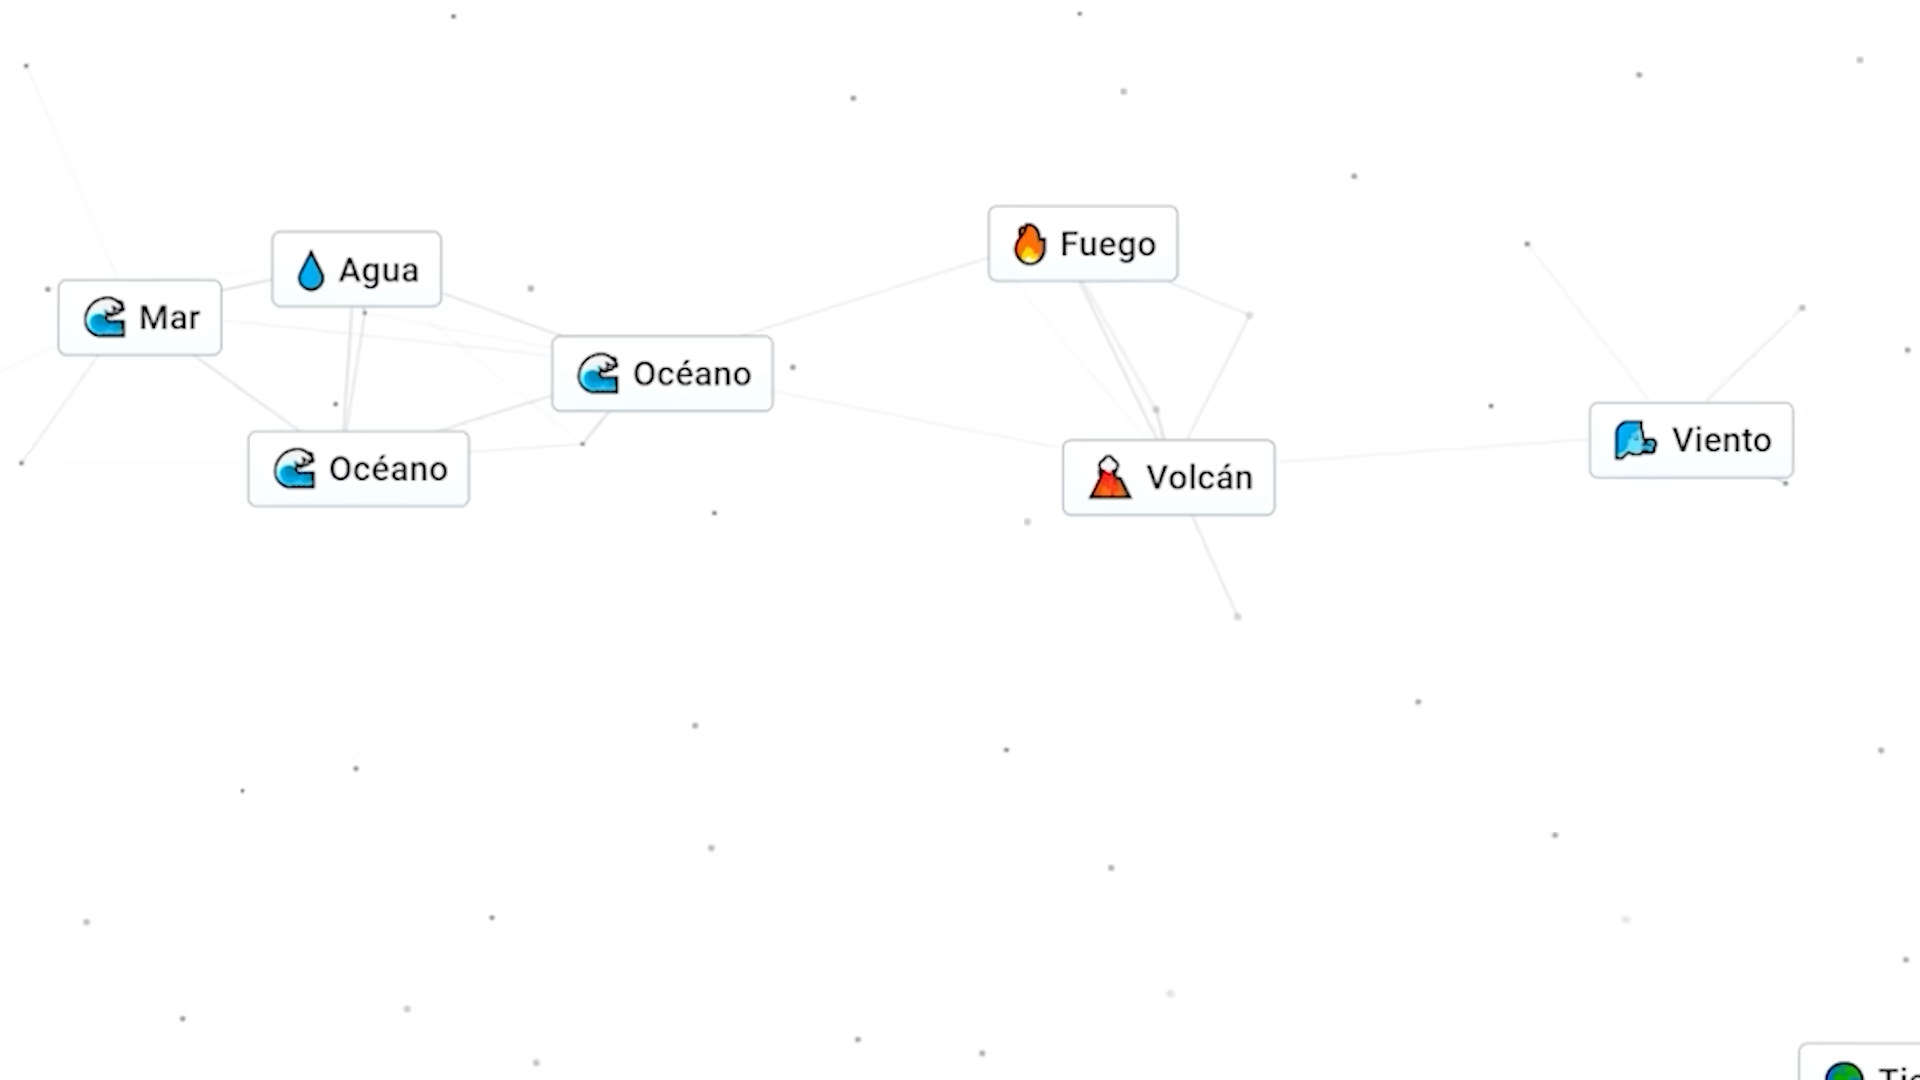 Fuego
Agua
Mar
Océano
Viento
Océano
Volcán